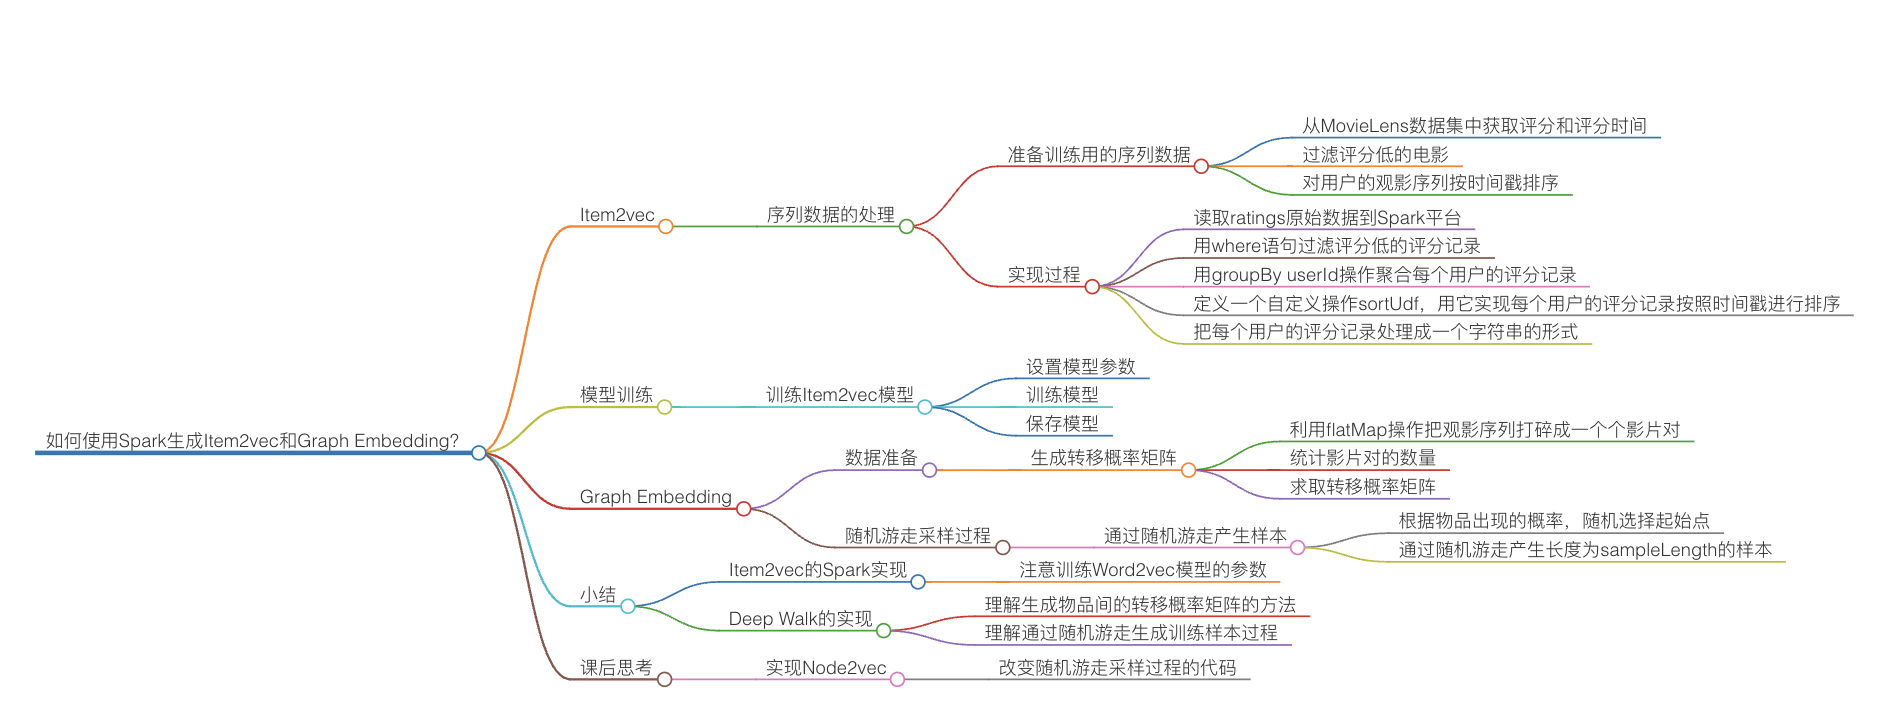 如何使用Spark生成Item2vec和Graph Embedding?
Item2vec
序列数据的处理
准备训练用的序列数据
从MovieLens数据集中获取评分和评分时间
过滤评分低的电影
对用户的观影序列按时间戳排序
实现过程
读取ratings原始数据到Spark平台
用where语句过滤评分低的评分记录
用groupBy userId操作聚合每个用户的评分记录
定义一个自定义操作sortUdf，用它实现每个用户的评分记录按照时间戳进行排序
把每个用户的评分记录处理成一个字符串的形式
模型训练
训练Item2vec模型
设置模型参数
训练模型
保存模型
Graph Embedding
数据准备
生成转移概率矩阵
利用flatMap操作把观影序列打碎成一个个影片对
统计影片对的数量
求取转移概率矩阵
随机游走采样过程
通过随机游走产生样本
根据物品出现的概率，随机选择起始点
通过随机游走产生长度为sampleLength的样本
小结
Item2vec的Spark实现
注意训练Word2vec模型的参数
Deep Walk的实现
理解生成物品间的转移概率矩阵的方法
理解通过随机游走生成训练样本过程
课后思考
实现Node2vec
改变随机游走采样过程的代码